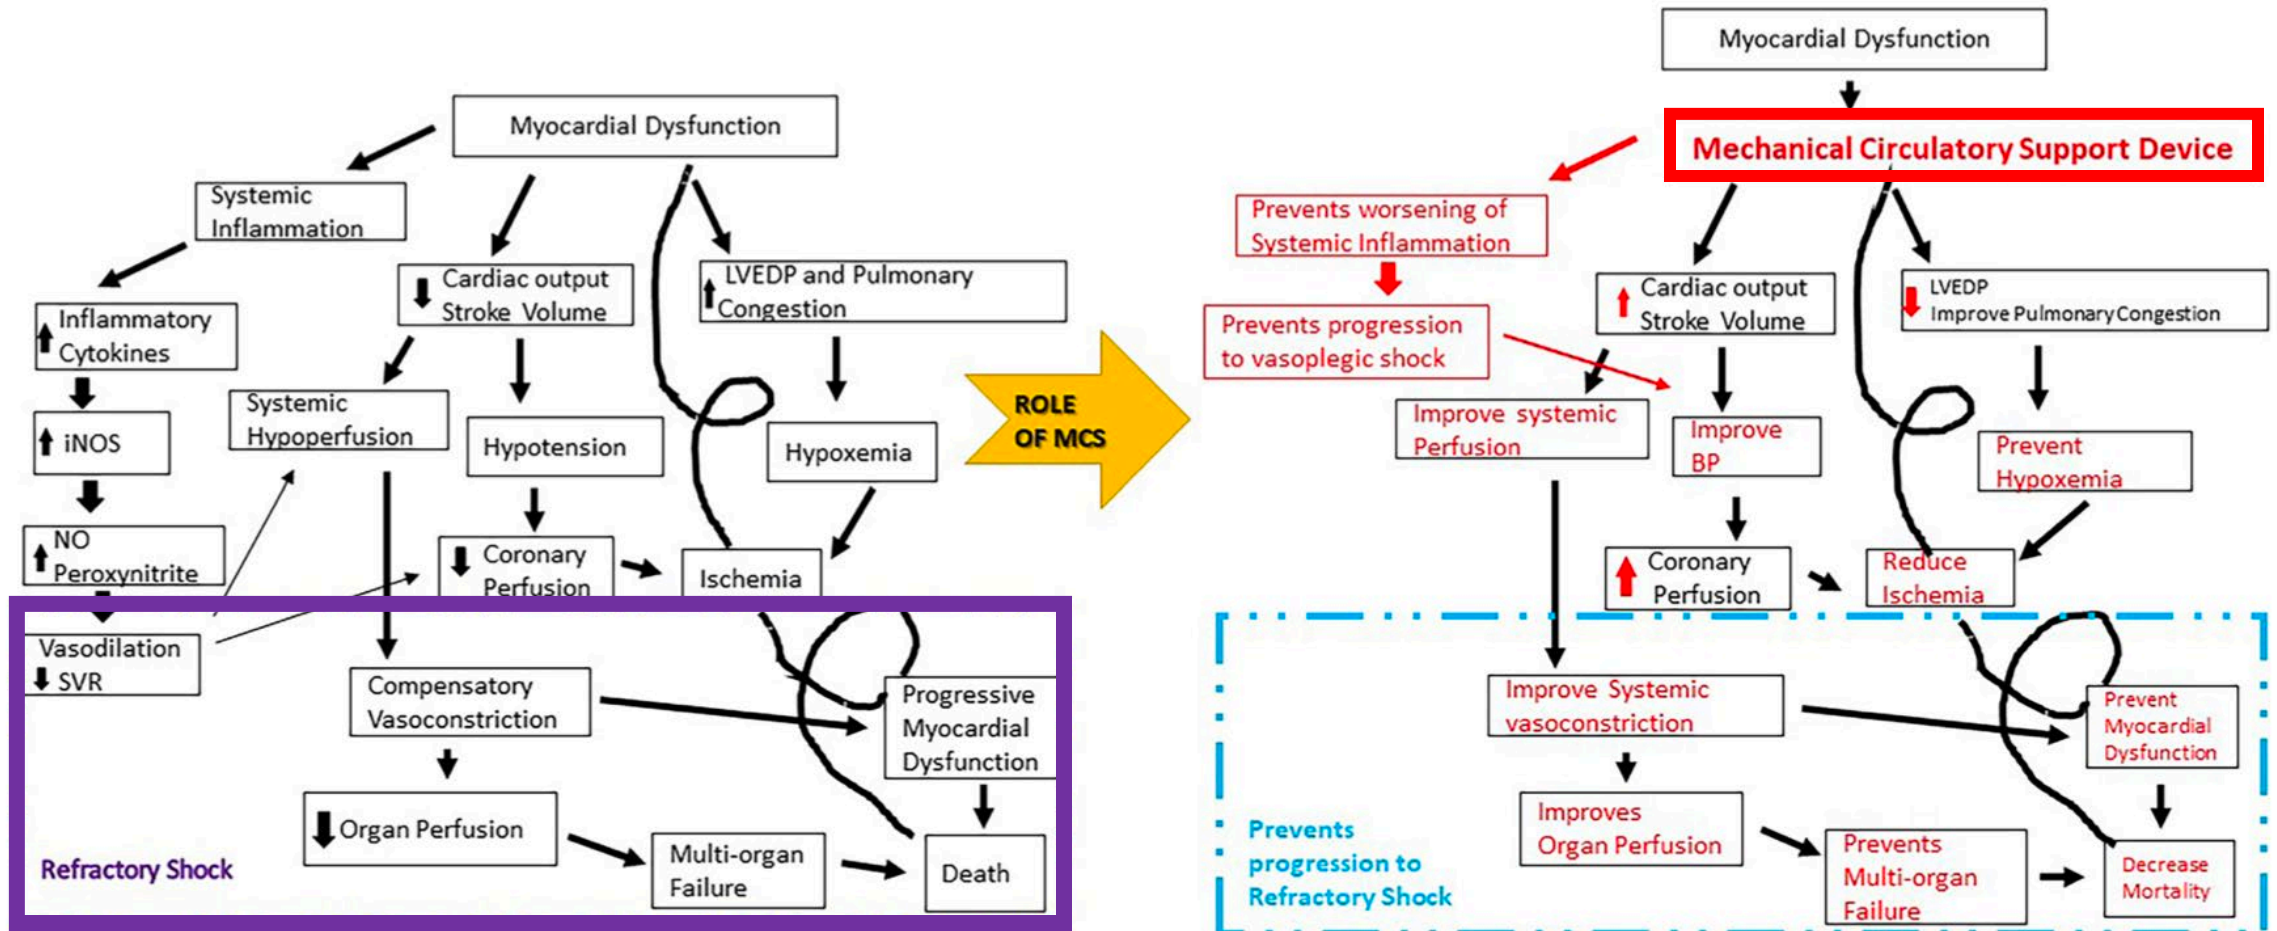 Myocardial Dysfunction
Systemic
Inflammation
Inflammatory
Cytokines
iNOS
NO
Peroxynitrite
Vasodilation
SVR
Cardiac output
Stroke Volume
LVEDP and Pulmonary
Congestion
Systemic
Hypoperfusion
Hypotension
Hypoxemia
Coronary
Perfusion
Ischemia
Compensatory
Vasoconstriction
Progressive
Myocardial
Dysfunction
Organ Perfusion
Multi-organ
Failure
Death
Refractory Shock
ROLE
OF MCS
Myocardial Dysfunction
Mechanical Circulatory Support Device
Prevents worsening of
Systemic Inflammation
Prevents progression
to vasoplegic shock
Cardiac output
Stroke Volume
LVEDP
Improve Pulmonary Congestion
Improve systemic
Perfusion
Improve
BP
Prevent
Hypoxemia
Coronary
Perfusion
Reduce
Ischemia
Improve Systemic
vasoconstriction
Prevent
Myocardial
Dysfunction
Improves
Organ Perfusion
Prevents
Multi-organ
Failure
Decrease
Mortality
Prevents
progression to
Refractory Shock